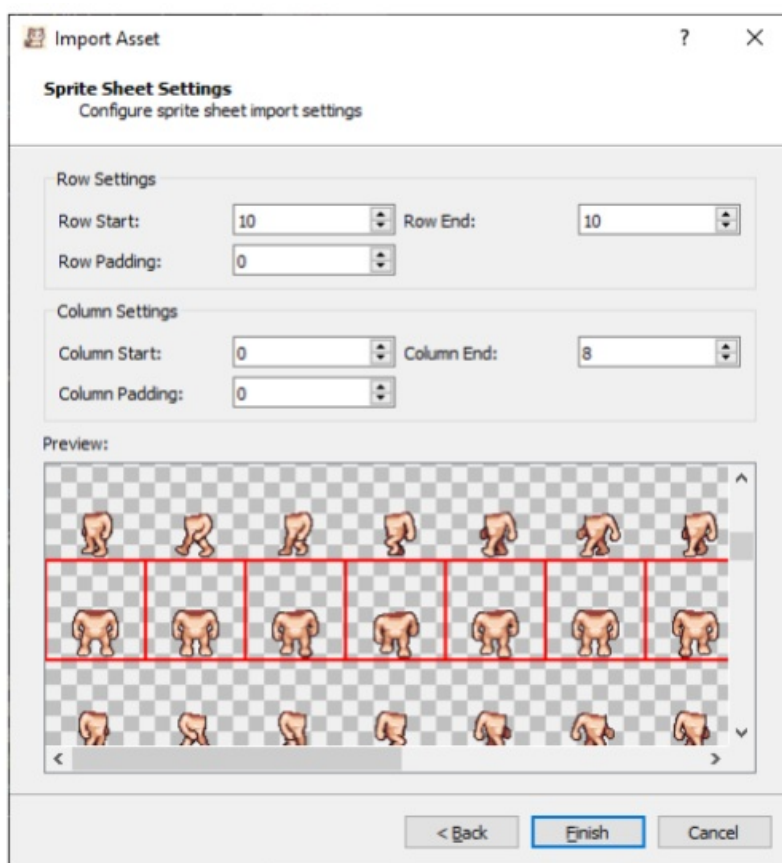 Import Asset ?
Sprite Sheet Settings
Configure sprite sheet import settings
Row Settings
Row Start: 10 Row End: 10
Row Padding: 0
Column Settings
Column Start: 0 Column End: 8
Column Padding: 0
Preview:
< Back Finish Cancel